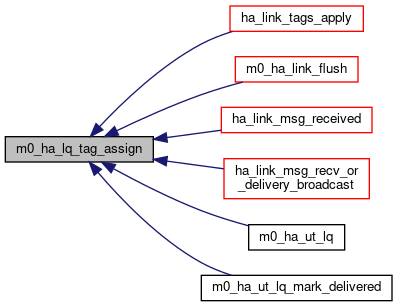 ha_link_tags_apply
m0_ha_link_flush
ha_link_msg_received
m0_ha_lq_tag_assign
ha_link_msg_recv_or
_delivery_broadcast
m0_ha_ut_lq
m0_ha_ut_lq_mark_delivered